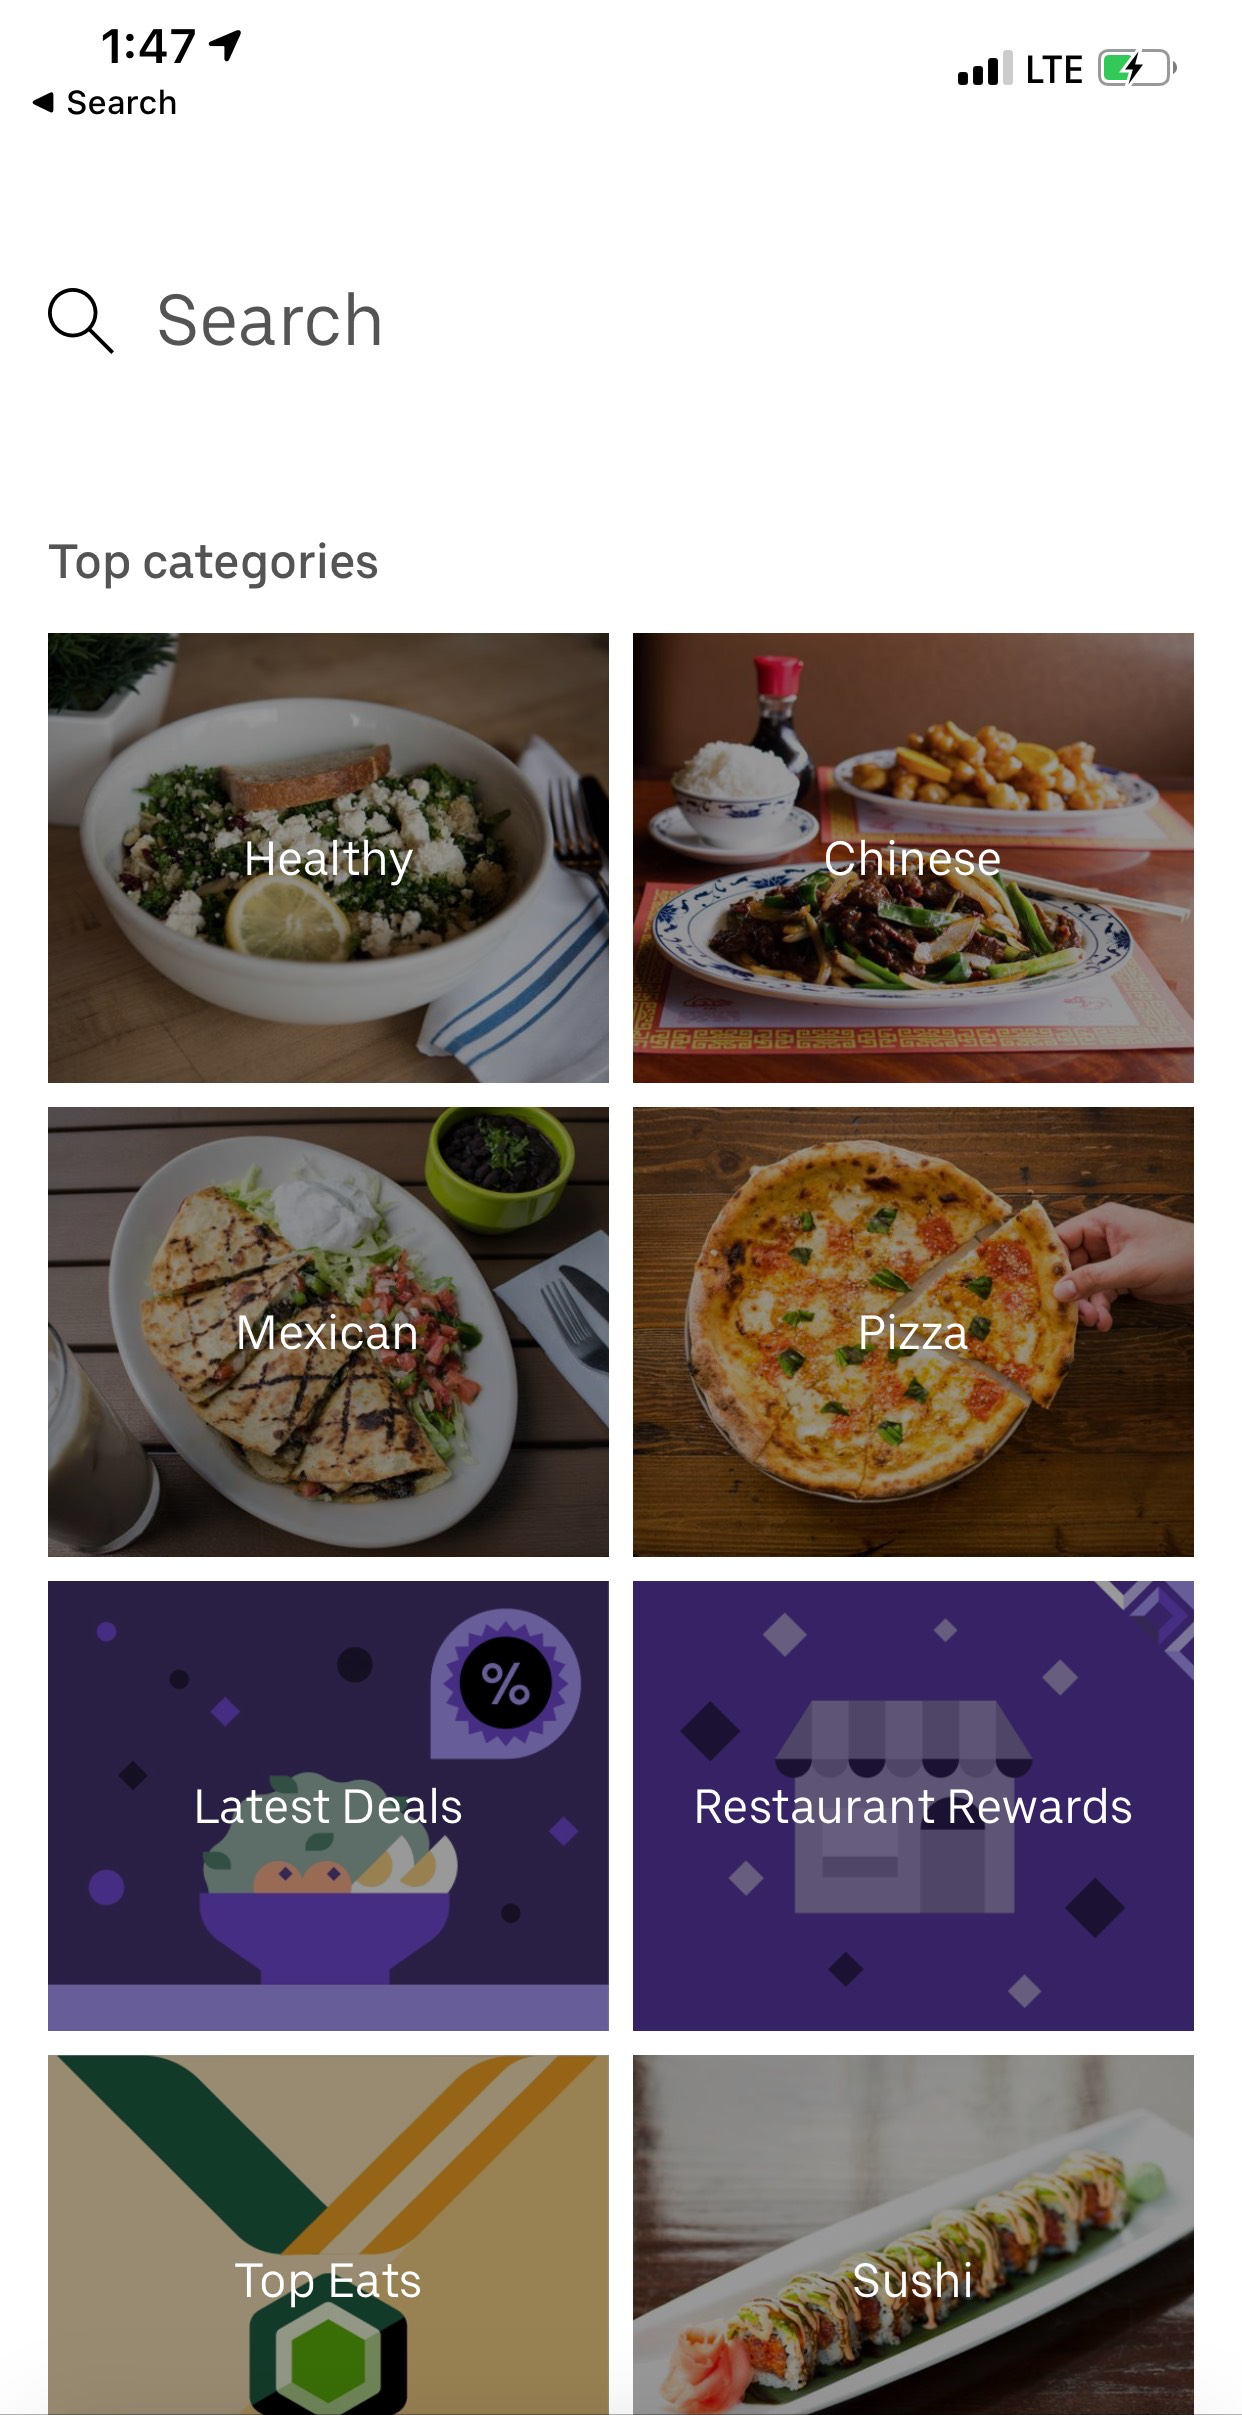 1:47
LTE
Search
Search
Top categories
Healthy
Chinese
Mexican
Pizza
%
Latest Deals
Restaurant Rewards
Top Eats
Sushi